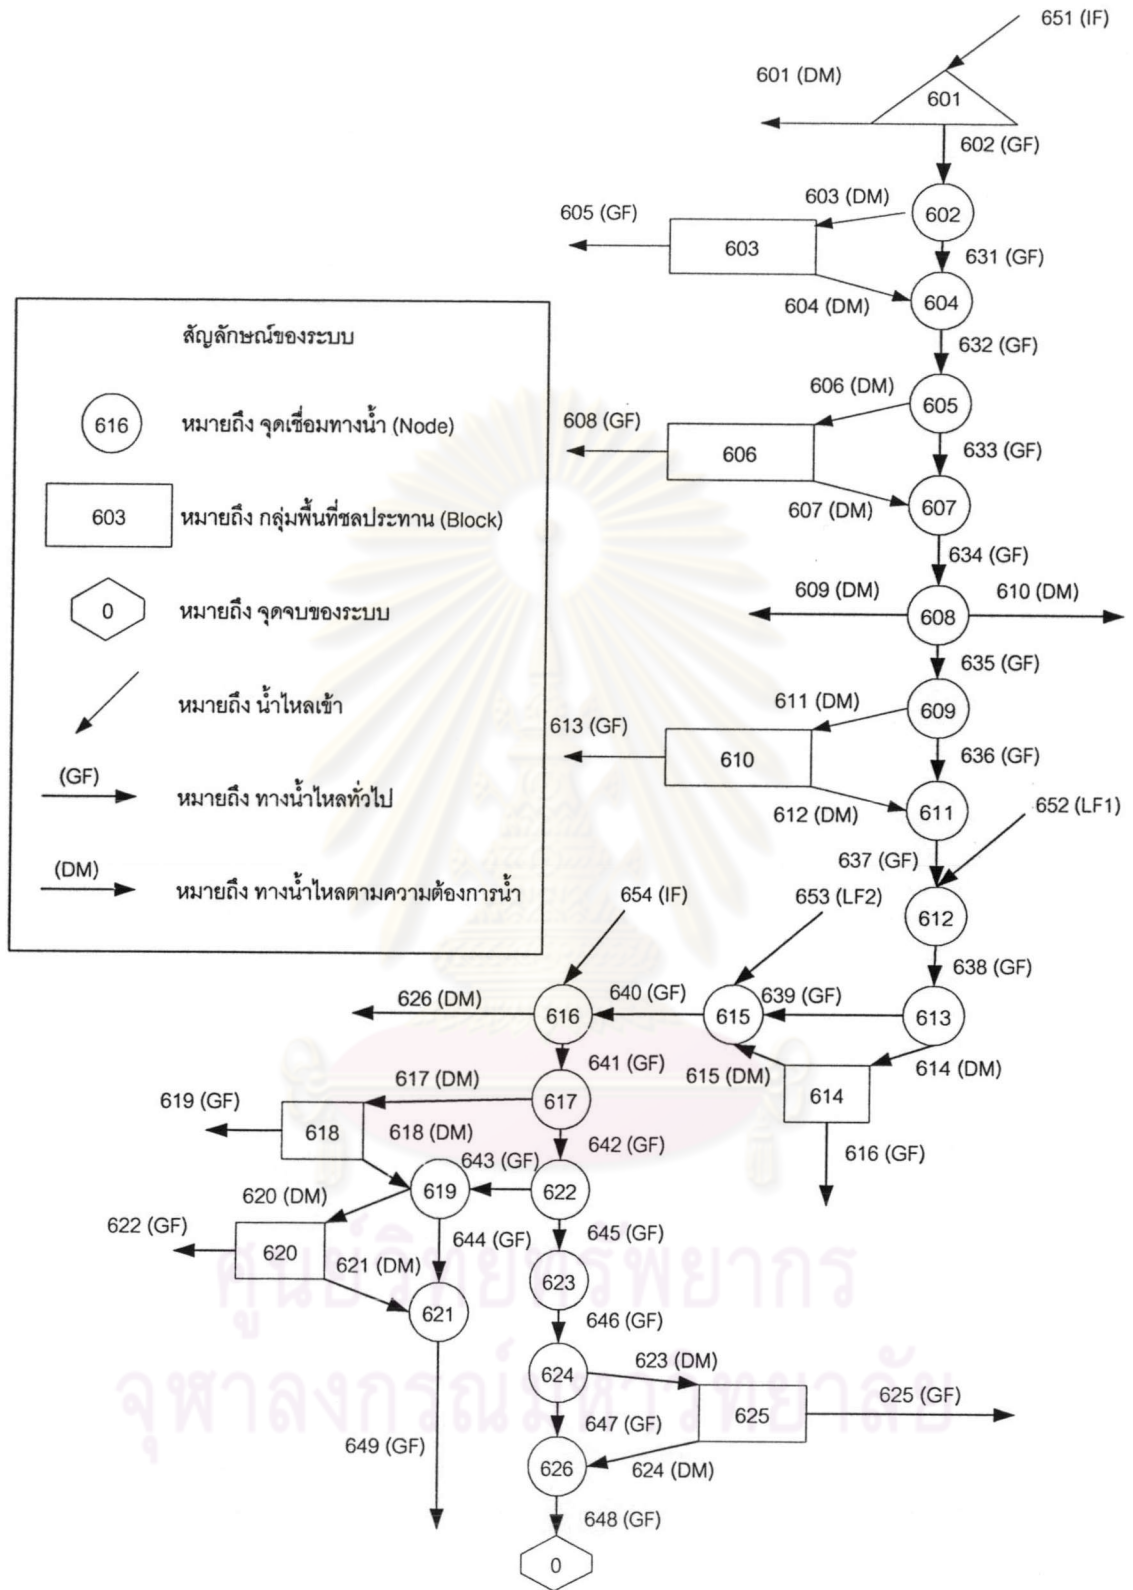 651 (IF)
601 (DM)
601
602 (GF)
603 (DM)
602
605 (GF)
603
631 (GF)
604 (DM)
604
632 (GF)
606 (DM)
605
608 (GF)
606
633 (GF)
607 (DM)
607
634 (GF)
609 (DM)
610 (DM)
608
635 (GF)
611 (DM)
609
613 (GF)
610
636 (GF)
612 (DM)
611
652 (LF1)
637 (GF)
612
654 (IF)
653 (LF2)
638 (GF)
626 (DM)
616
640 (GF)
615
639 (GF)
613
641 (GF)
615 (DM)
614 (DM)
614
616 (GF)
617 (DM)
617
619 (GF)
618
618 (DM)
642 (GF)
643 (GF)
619
622
620 (DM)
622 (GF)
620
644 (GF)
645 (GF)
621 (DM)
623
621
646 (GF)
624
623 (DM)
625
625 (GF)
647 (GF)
649 (GF)
626
624 (DM)
648 (GF)
0
สัญลักษณ์ของระบบ
616 หมายถึง จุดเชื่อมทางน้ำ (Node)
603 หมายถึง กลุ่มพื้นที่ชลประทาน (Block)
0 หมายถึง จุดจบของระบบ
หมายถึง น้ำไหลเข้า
(GF) หมายถึง ทางน้ำไหลทั่วไป
(DM) หมายถึง ทางน้ำไหลตามความต้องการน้ำ
ศูนย์วิทยทรัพยากร
จุฬาลงกรณ์มหาวิทยาลัย